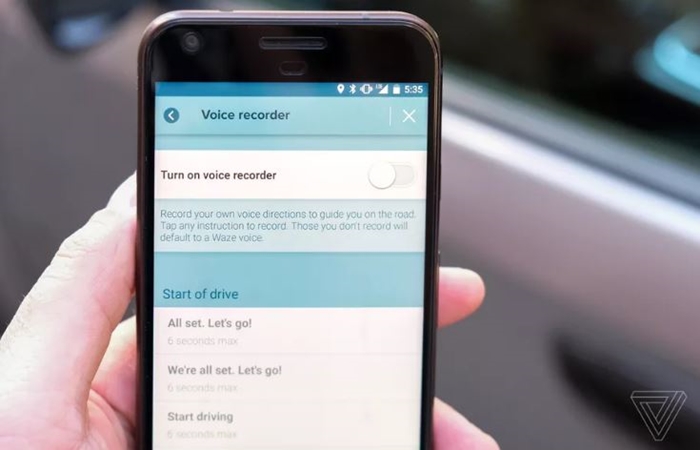 5:35
Voice recorder
Turn on voice recorder
Record your own voice directions to guide you on the road.
Tap any instruction to record. Those you don't record will
default to a Waze voice.
Start of drive
All set. Let's go!
6 seconds max
We're all set. Let's go!
6 seconds max
Start driving
6 seconds max